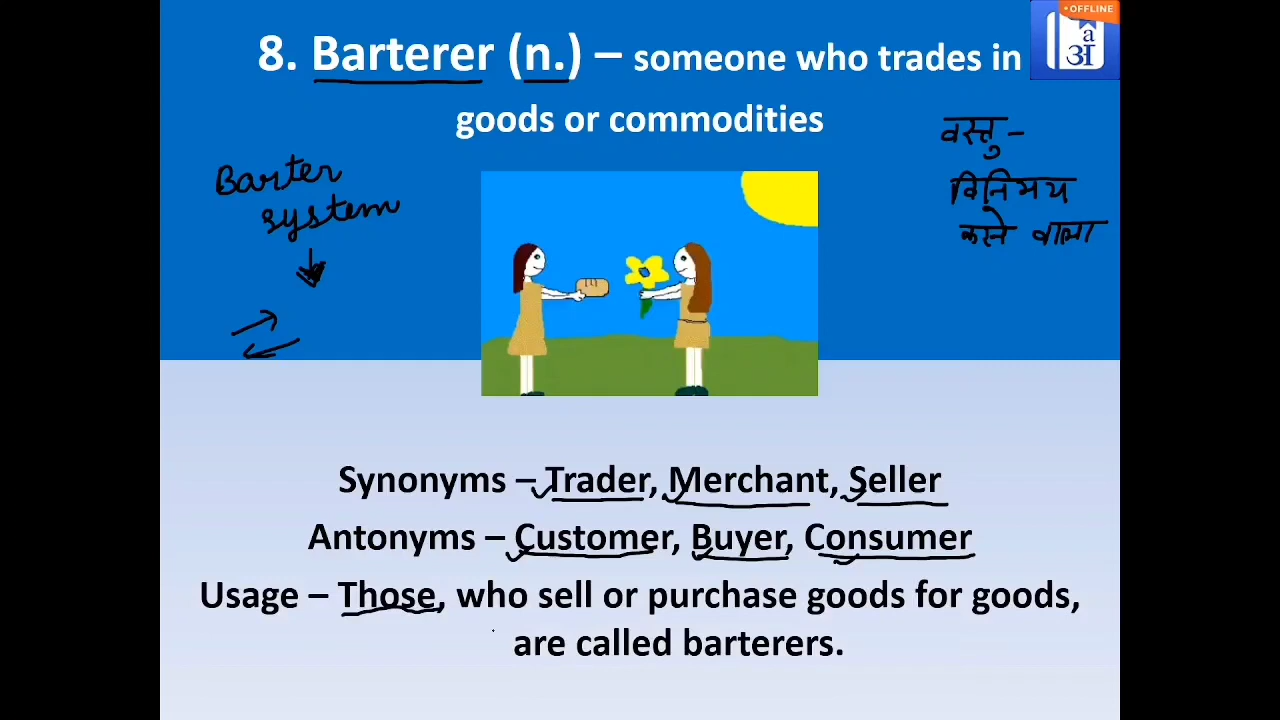 • OFFLINE
a
अ
8. Barterer (n.) – someone who trades in
goods or commodities
वस्तु -
विनिमय
करने वाला
Barter
system
Synonyms – Trader, Merchant, Seller
Antonyms – Customer, Buyer, Consumer
Usage – Those, who sell or purchase goods for goods,
are called barterers.